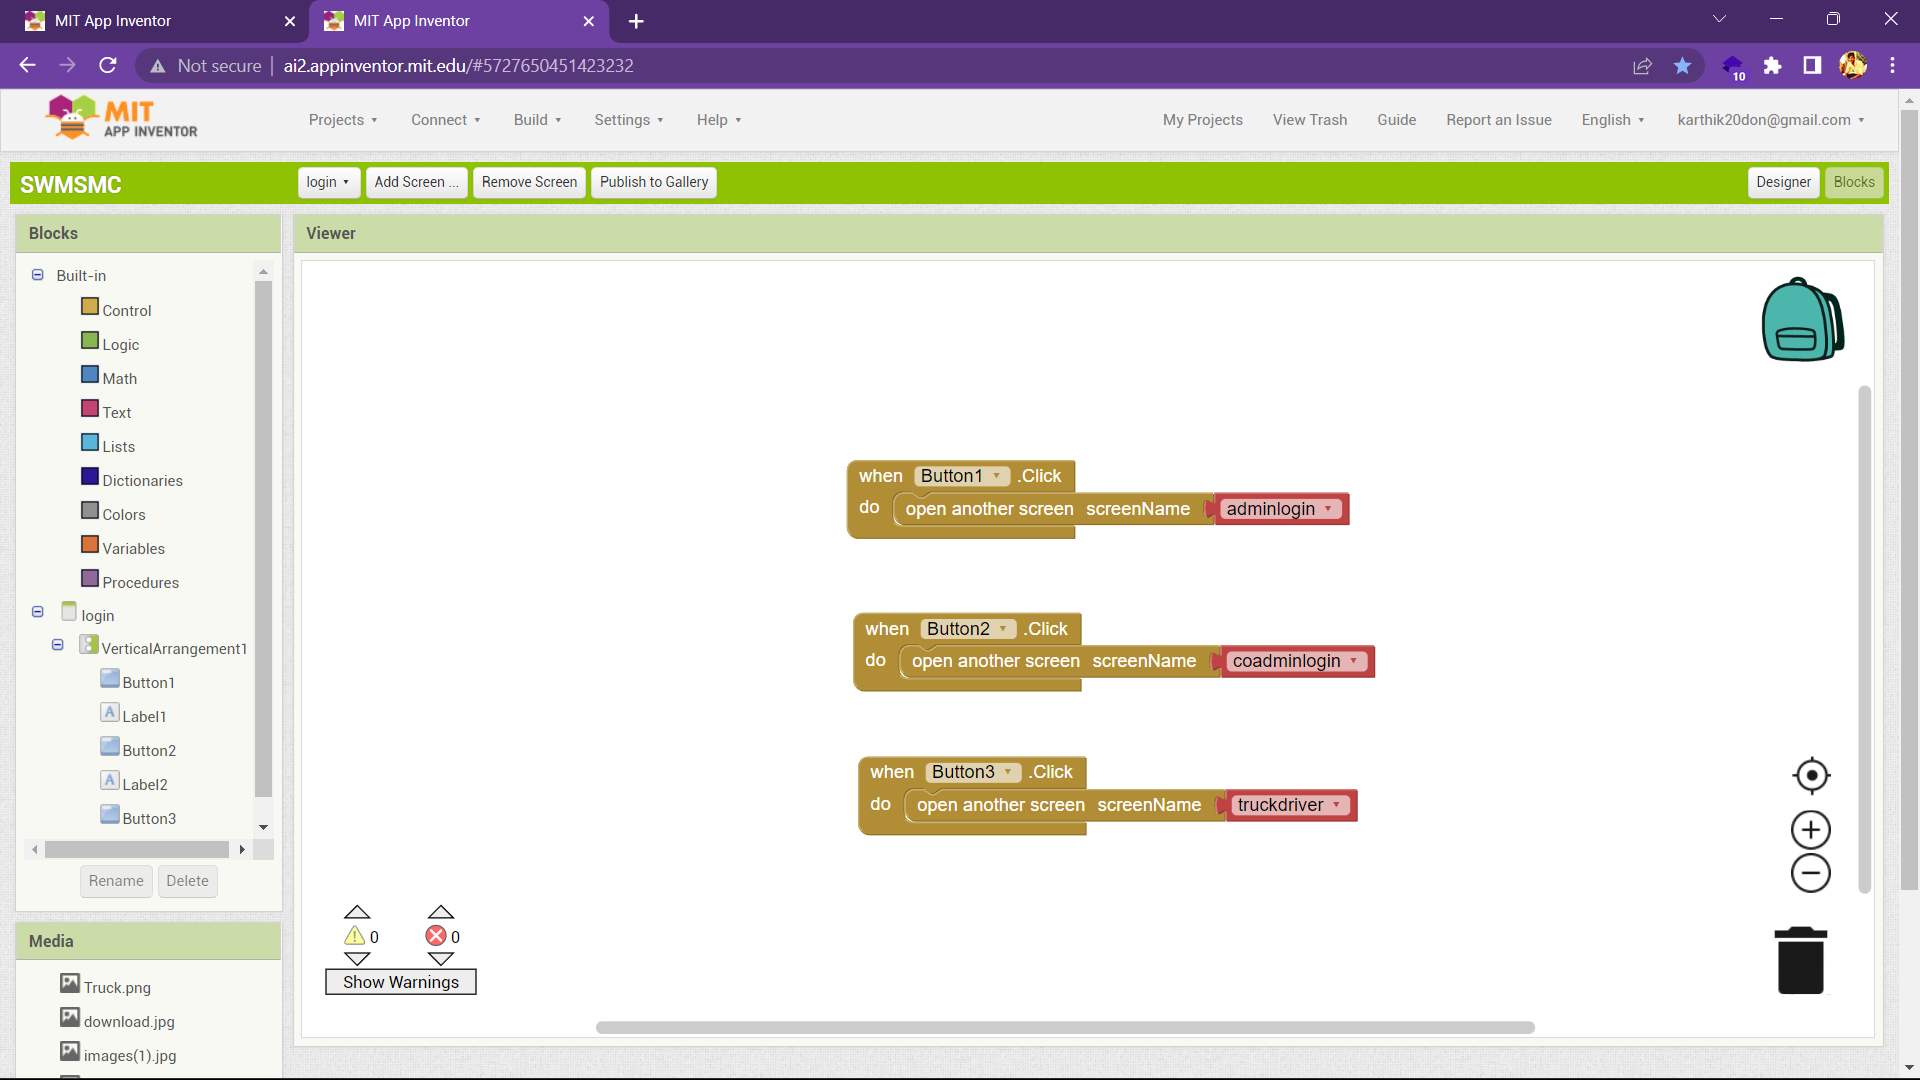 MIT App Inventor
MIT App Inventor
Not secure
ai2.appinventor.mit.edu/#5727650451423232
10
MIT
APP INVENTOR
Projects
Connect
Build
Settings
Help
My Projects
View Trash
Guide
Report an Issue
English
karthik20don@gmail.com
SWMSMC
login
Add Screen ...
Remove Screen
Publish to Gallery
Designer
Blocks
Blocks
Built-in
Control
Logic
Math
Text
Lists
Dictionaries
Colors
Variables
Procedures
login
VerticalArrangement1
Button1
A Label1
Button2
A Label2
Button3
Rename
Delete
Media
Truck.png
download.jpg
images(1).jpg
Viewer
when Button1 .Click
do open another screen screenName adminlogin
when Button2 .Click
do open another screen screenName coadminlogin
when Button3 .Click
do open another screen screenName truckdriver
0 0
Show Warnings